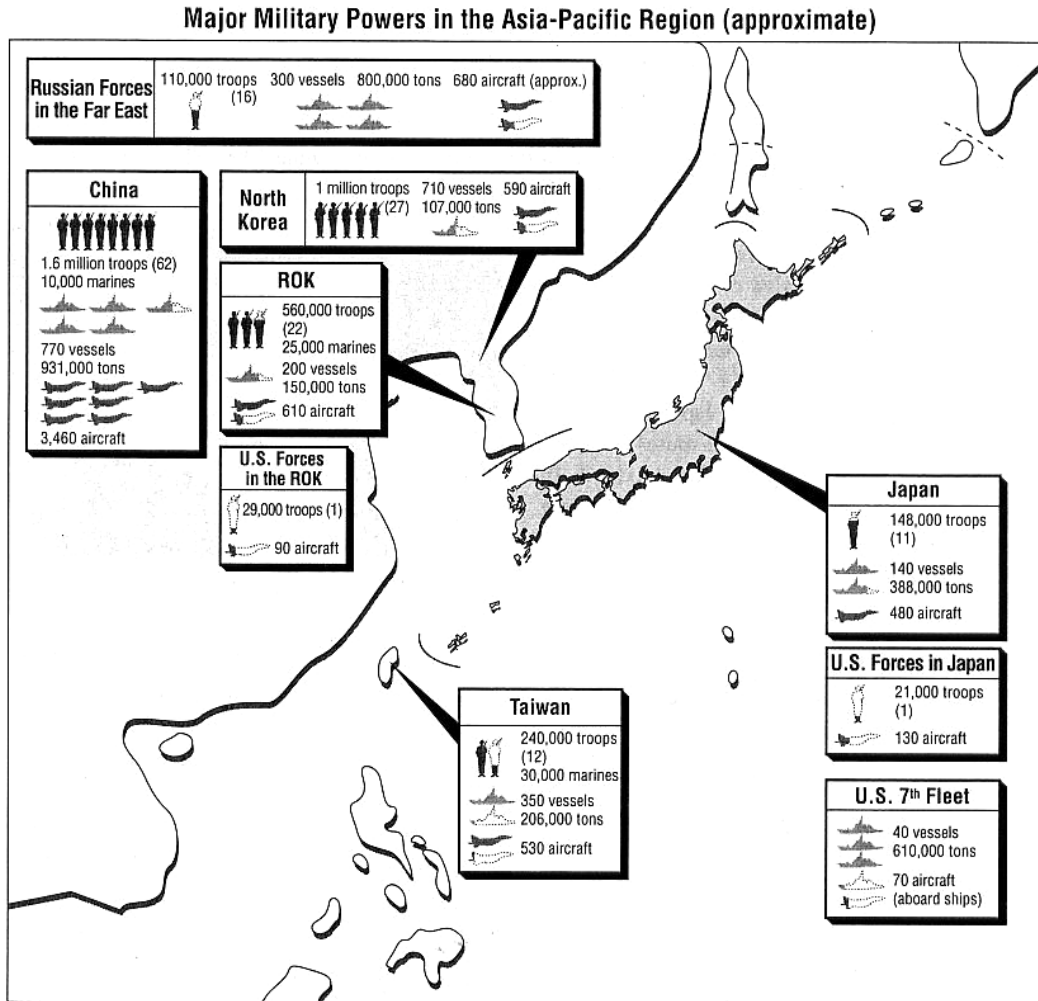 Major Military Powers in the Asia-Pacific Region (approximate)
Russian Forces
in the Far East
110,000 troops
(16)
300 vessels
800,000 tons
680 aircraft (approx.)
China
1.6 million troops (62)
10,000 marines
770 vessels
931,000 tons
3,460 aircraft
North
Korea
1 million troops
(27)
710 vessels
107,000 tons
590 aircraft
ROK
560,000 troops
(22)
25,000 marines
200 vessels
150,000 tons
610 aircraft
U.S. Forces
in the ROK
29,000 troops (1)
90 aircraft
Japan
148,000 troops
(11)
140 vessels
388,000 tons
480 aircraft
U.S. Forces in Japan
21,000 troops
(1)
130 aircraft
Taiwan
240,000 troops
(12)
30,000 marines
350 vessels
206,000 tons
530 aircraft
U.S. 7th Fleet
40 vessels
610,000 tons
70 aircraft
(aboard ships)